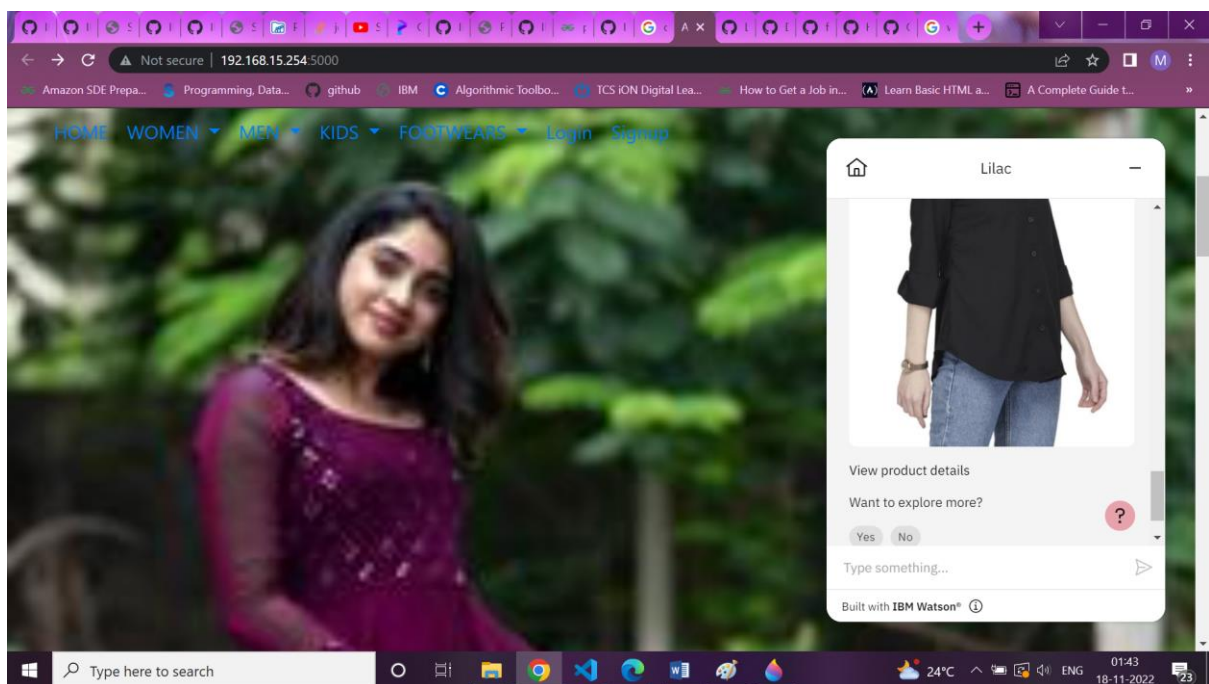 Not secure | 192.168.15.254:5000
M
Amazon SDE Prepa... Programming, Data... github IBM Algorithmic Toolbo... TCS iON Digital Lea... How to Get a Job in... Learn Basic HTML a... A Complete Guide t... »
HOME WOMEN MEN KIDS FOOTWEARS Login Signup
Lilac
View product details
Want to explore more?
?
Yes No
Type something...
Built with IBM Watson®
Type here to search
24°C ENG 01:43
18-11-2022 23